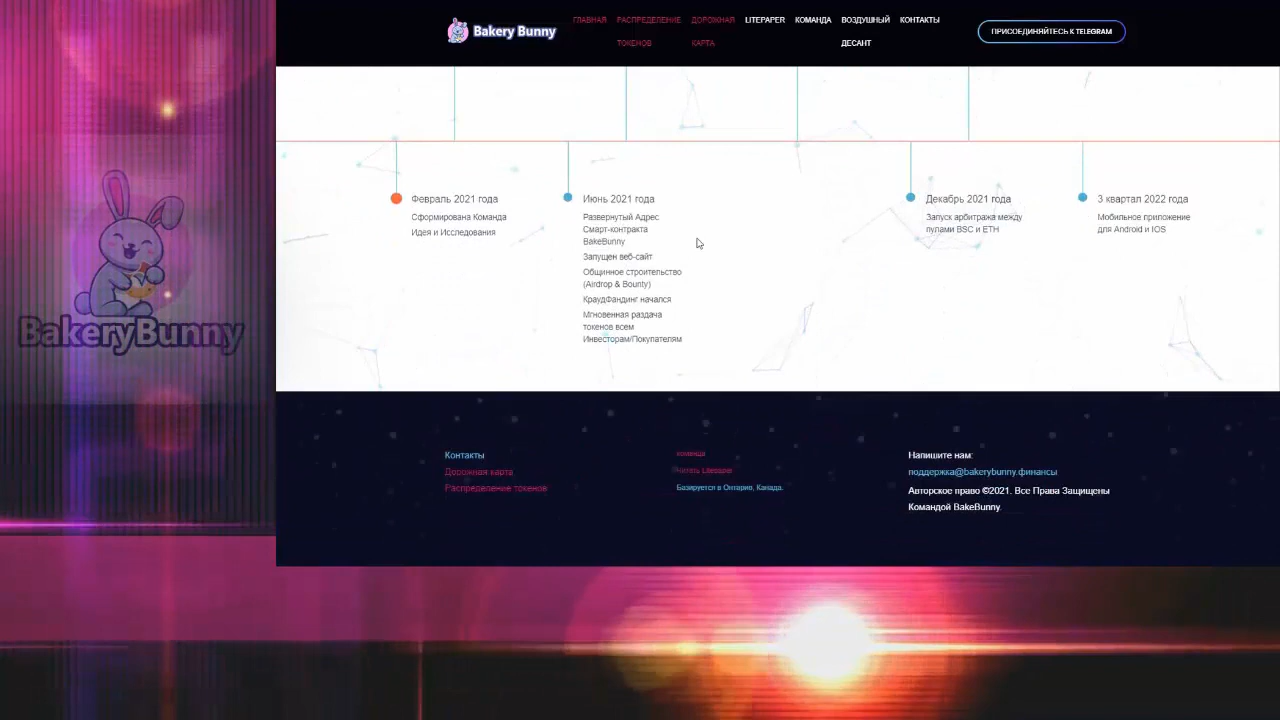 Bakery Bunny
ГЛАВНАЯ
РАСПРЕДЕЛЕНИЕ
ТОКЕНОВ
ДОРОЖНАЯ
КАРТА
LITEPAPER
КОМАНДА
ВОЗДУШНЫЙ
ДЕСАНТ
КОНТАКТЫ
ПРИСОЕДИНЯЙТЕСЬ К TELEGRAM
BakeryBunny
Февраль 2021 года
Сформирована Команда
Идея и Исследования
Июнь 2021 года
Развернутый Адрес
Смарт-контракта
BakeBunny
Запущен веб-сайт
Общинное строительство
(Airdrop & Bounty)
КраудФандинг начался
Мгновенная раздача
токенов всем
Инвесторам/Покупателям
Декабрь 2021 года
Запуск арбитража между
пулами BSC и ETH
3 квартал 2022 года
Мобильное приложение
для Android и IOS
Контакты
Дорожная карта
Распределение токенов
команда
Читать Litepaper
Базируется в Онтарио, Канада.
Напишите нам:
поддержка@bakerybunny.финансы
Авторское право ©2021. Все Права Защищены
Командой BakeBunny.